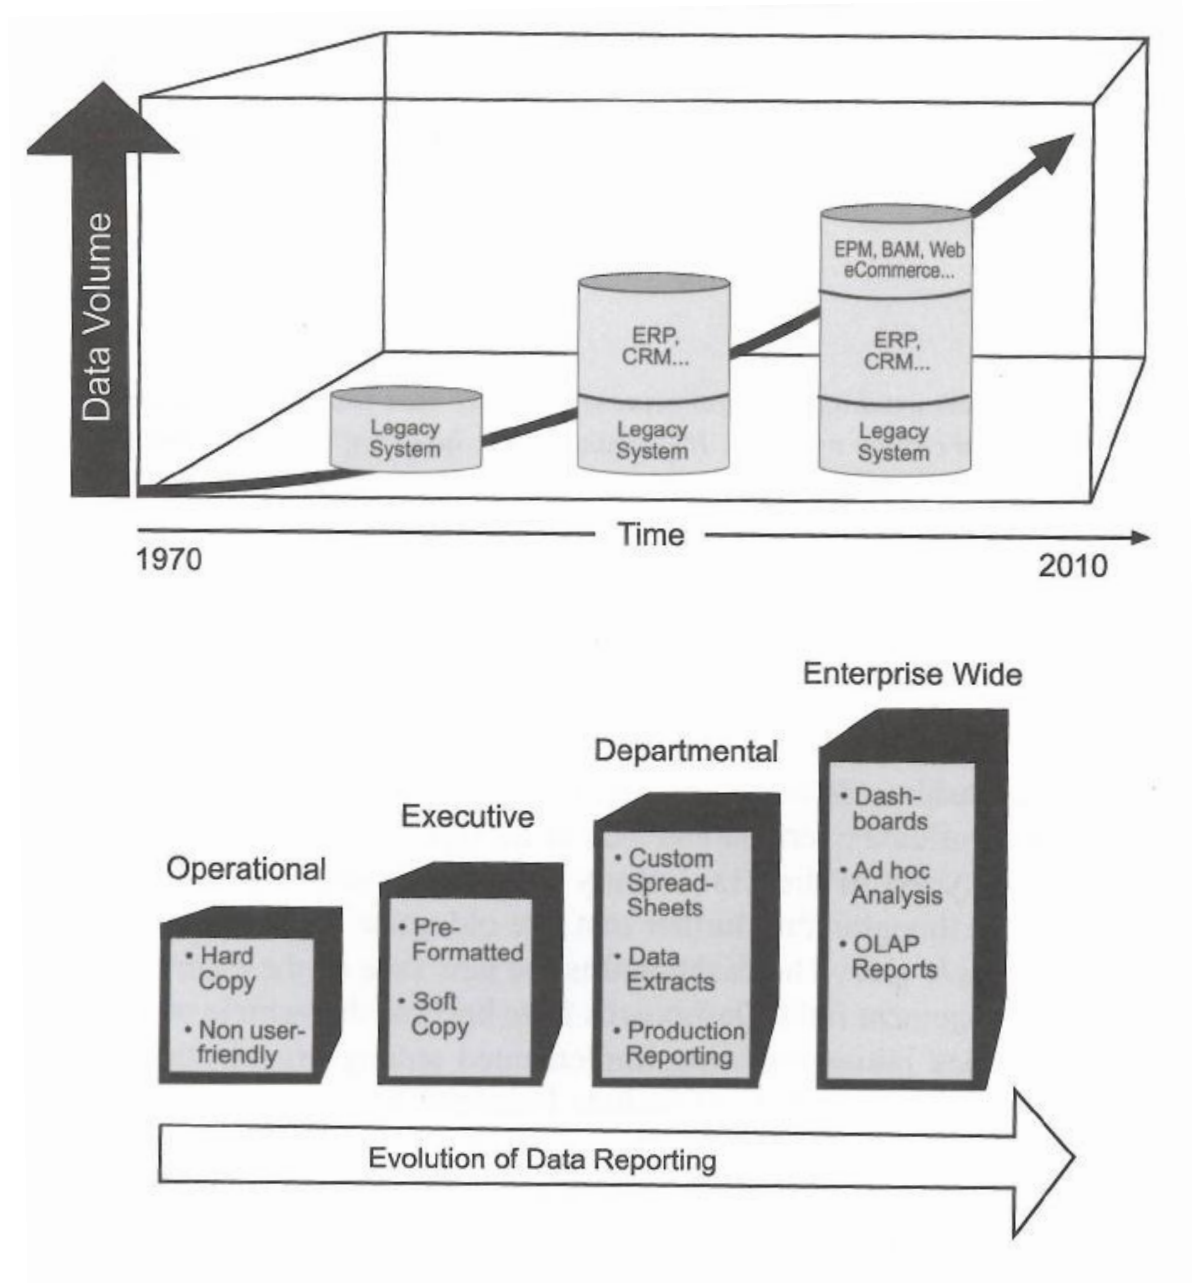 Data Volume
Legacy
System
ERP,
CRM...
Legacy
System
EPM, BAM, Web
eCommerce...
ERP,
CRM...
Legacy
System
Time
1970
2010
Operational
• Hard
Copy
• Non user-
friendly
Executive
• Pre-
Formatted
• Soft
Copy
Departmental
• Custom
Spread-
Sheets
• Data
Extracts
• Production
Reporting
Enterprise Wide
• Dash-
boards
• Ad hoc
Analysis
• OLAP
Reports
Evolution of Data Reporting